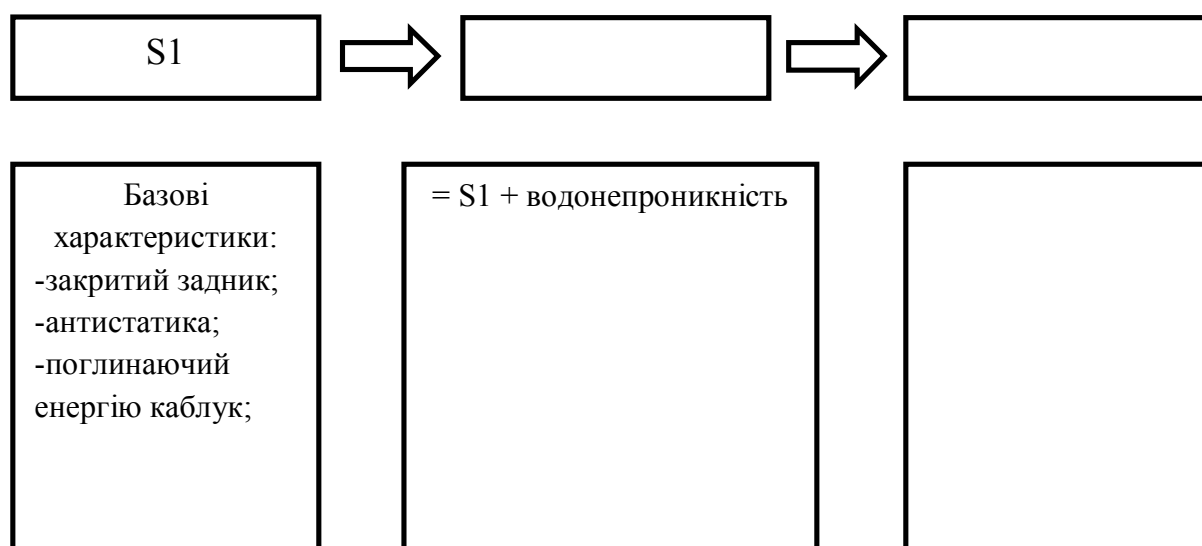 S1
Базові
характеристики:
-закритий задник;
-антистатика;
-поглинаючий
енергію каблук;
= S1 + водонепроникність